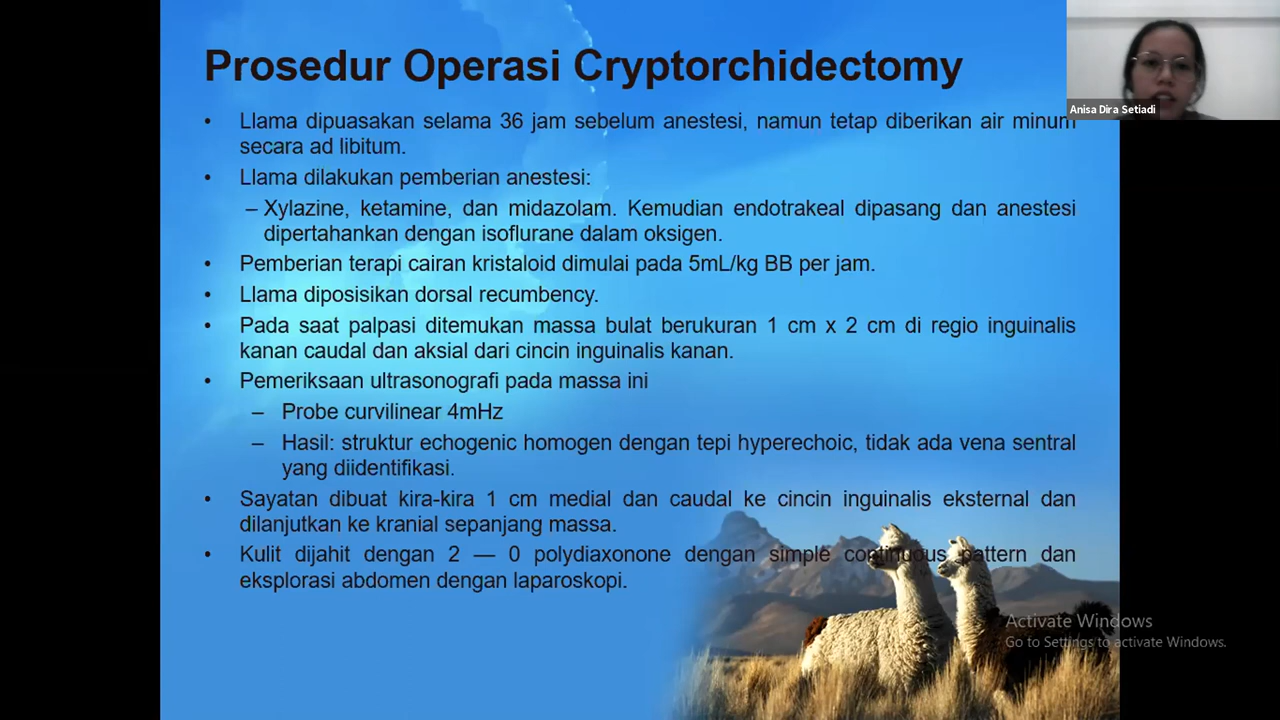 Prosedur Operasi Cryptorchidectomy
Anisa Dira Setiadi
• Llama dipuasakan selama 36 jam sebelum anestesi, namun tetap diberikan air minum
secara ad libitum.
• Llama dilakukan pemberian anestesi:
– Xylazine, ketamine, dan midazolam. Kemudian endotrakeal dipasang dan anestesi
dipertahankan dengan isoflurane dalam oksigen.
• Pemberian terapi cairan kristaloid dimulai pada 5mL/kg BB per jam.
• Llama diposisikan dorsal recumbency.
• Pada saat palpasi ditemukan massa bulat berukuran 1 cm x 2 cm di regio inguinalis
kanan caudal dan aksial dari cincin inguinalis kanan.
• Pemeriksaan ultrasonografi pada massa ini
– Probe curvilinear 4mHz
– Hasil: struktur echogenic homogen dengan tepi hyperechoic, tidak ada vena sentral
yang diidentifikasi.
• Sayatan dibuat kira-kira 1 cm medial dan caudal ke cincin inguinalis eksternal dan
dilanjutkan ke kranial sepanjang massa.
• Kulit dijahit dengan 2 — 0 polydiaxonone dengan simple continuous pattern dan
eksplorasi abdomen dengan laparoskopi.
Activate Windows
Go to Settings to activate Windows.